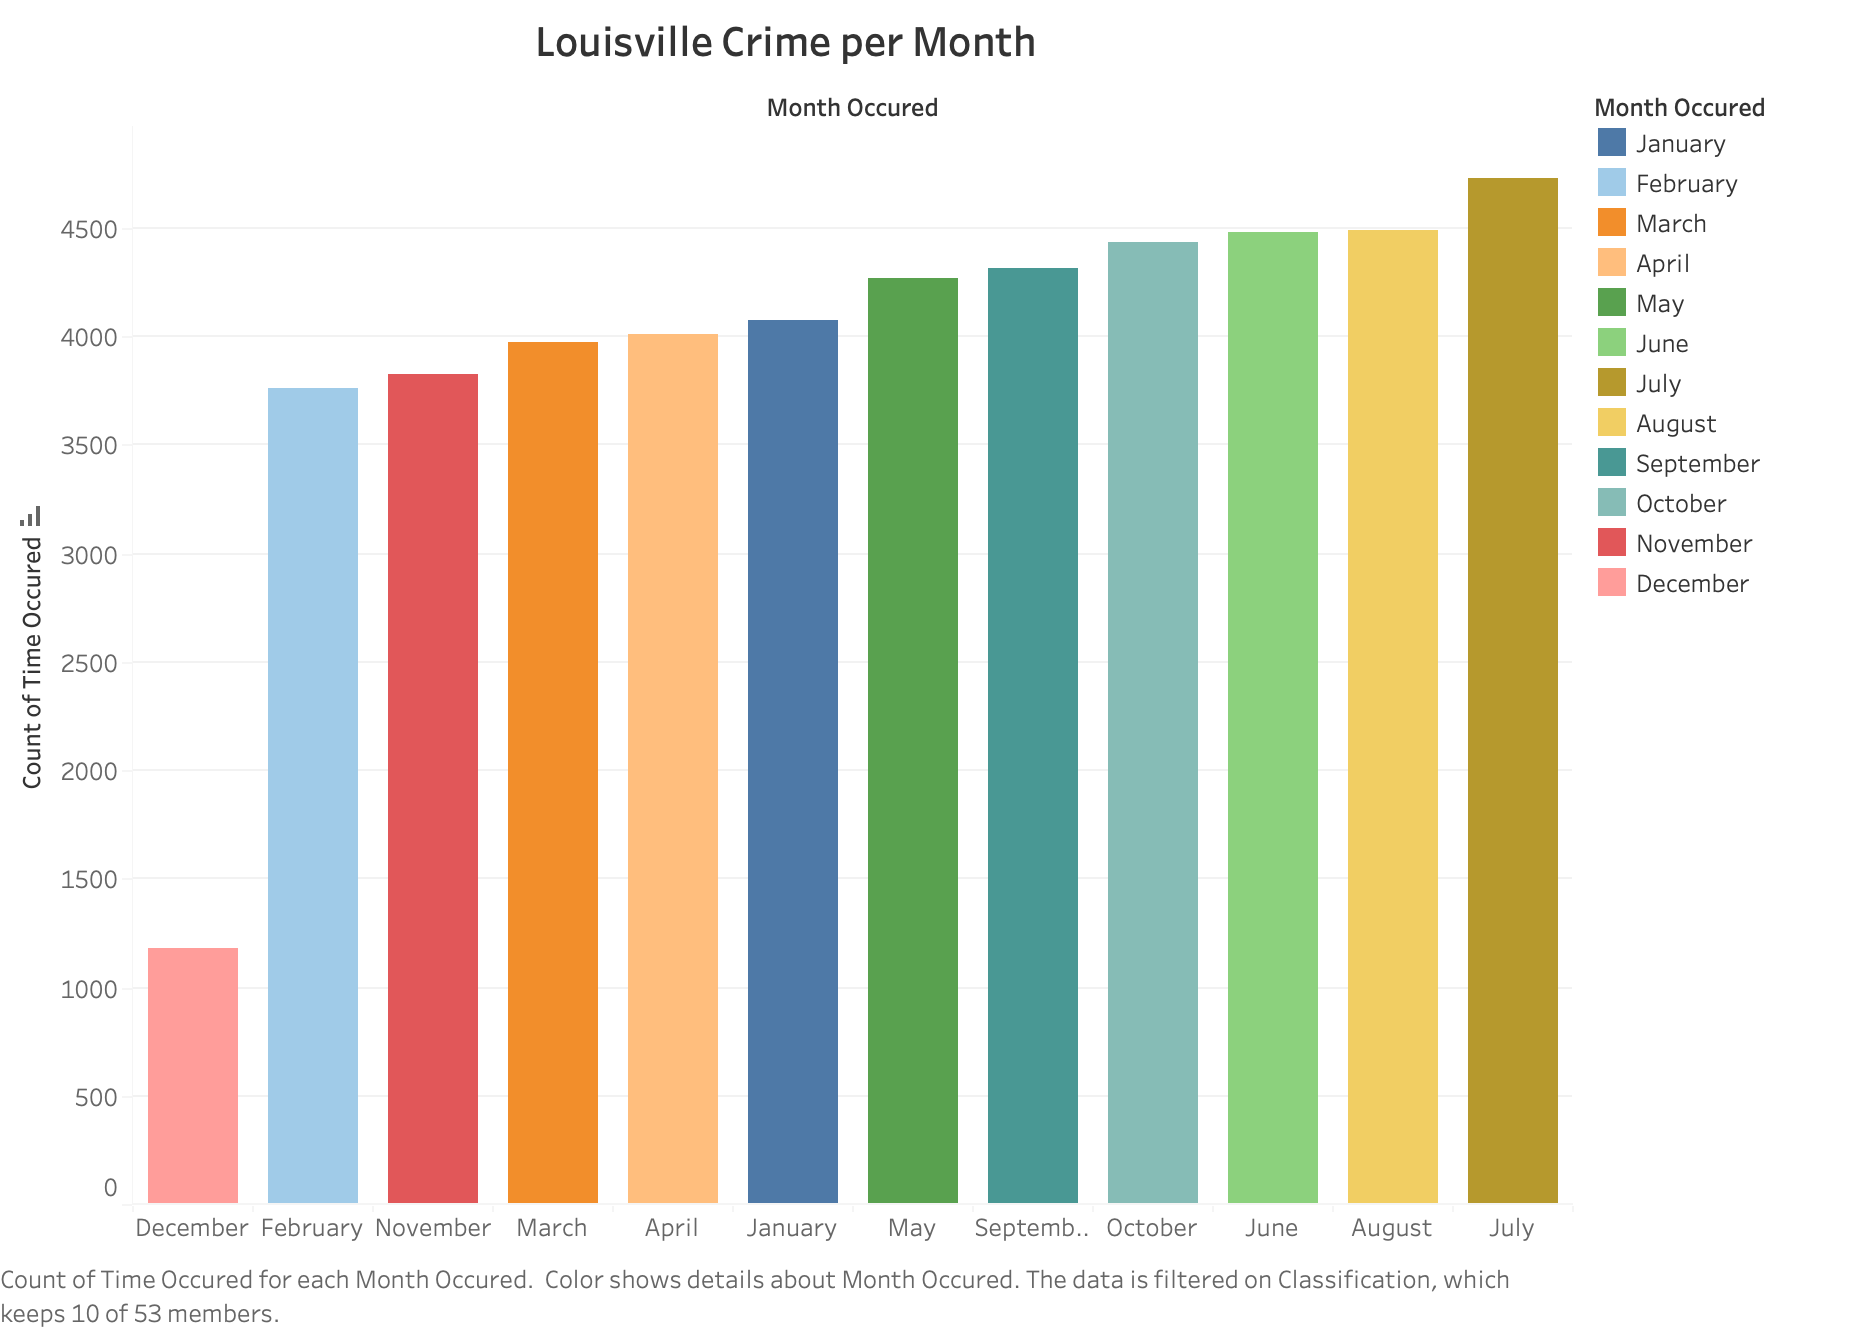 Louisville Crime per Month
Month Occured
Month Occured
January
February
March
April
May
June
July
August
September
October
November
December
4500
4000
3500
3000
2500
2000
1500
1000
500
0
Count of Time Occured
December February November March April January May Septemb.. October June August July
Count of Time Occured for each Month Occured.  Color shows details about Month Occured. The data is filtered on Classification, which
keeps 10 of 53 members.